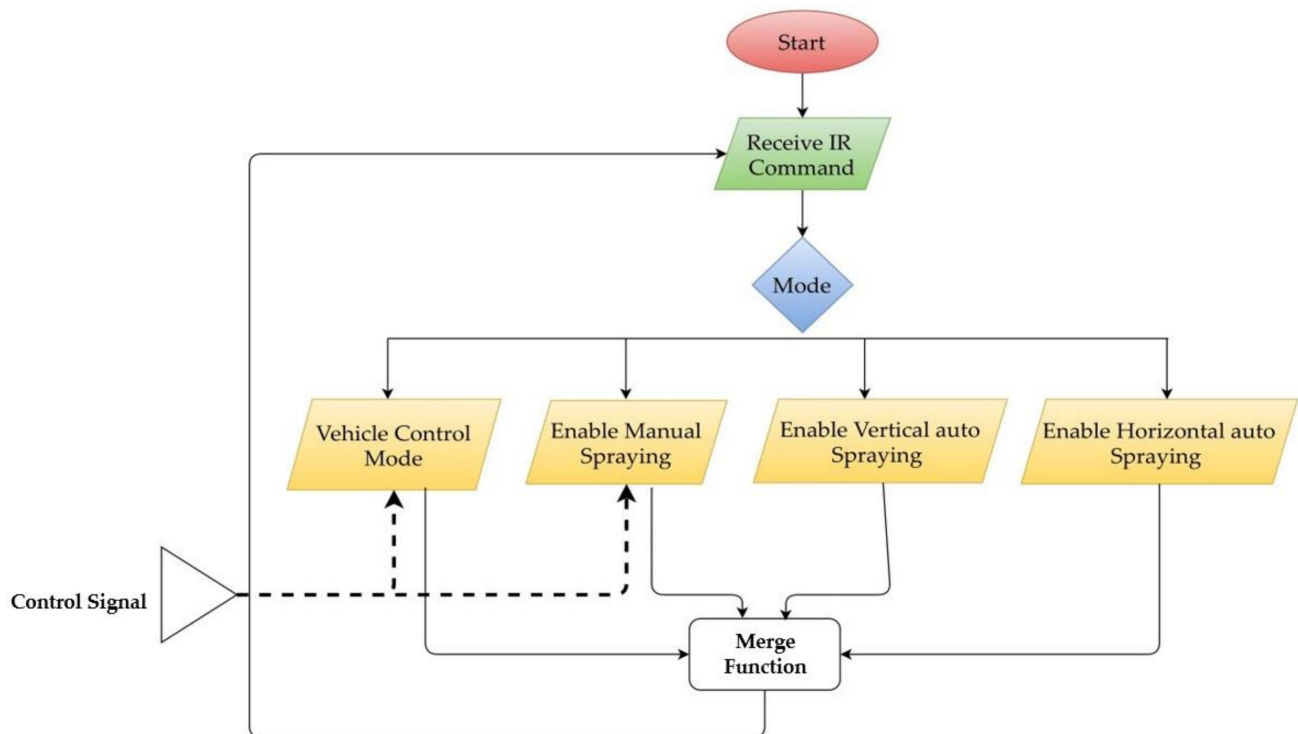 Start
Receive IR
Command
Mode
Vehicle Control
Mode
Enable Manual
Spraying
Enable Vertical auto
Spraying
Enable Horizontal auto
Spraying
Control Signal
Merge
Function